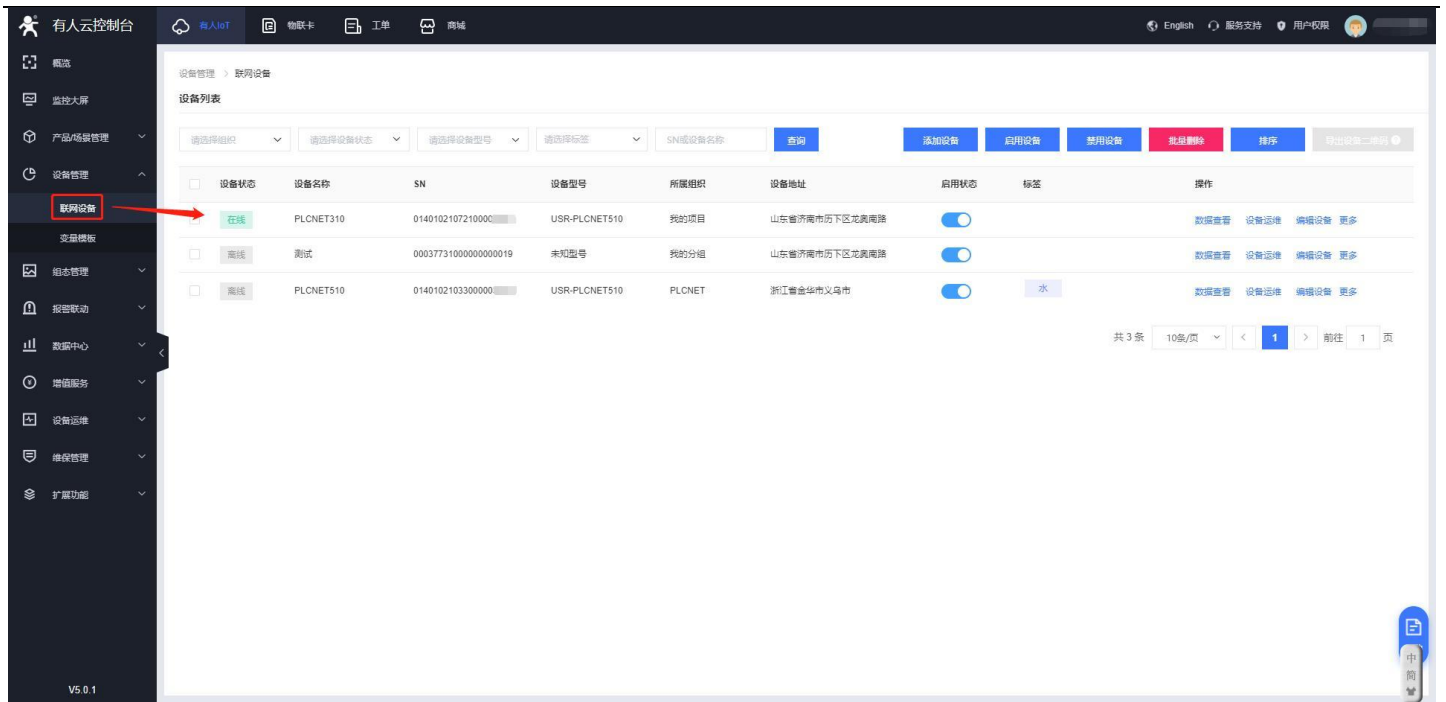 有人云控制台 有人IoT 物联卡 工单 商城 English 服务支持 用户权限
概览
监控大屏
产品/场景管理
设备管理
联网设备
变量模板
组态管理
报警联动
数据中心
增值服务
设备运维
维保管理
扩展功能
V5.0.1
设备管理 > 联网设备
设备列表
请选择组织 请选择设备状态 请选择设备型号 请选择标签 SN或设备名称 查询 添加设备 启用设备 禁用设备 批量删除 排序 导出设备二维码
设备状态 设备名称 SN 设备型号 所属组织 设备地址 启用状态 标签 操作
在线 PLCNET310 0140102107210000 USR-PLCNET510 我的项目 山东省济南市历下区龙奥南路 数据查看 设备运维 编辑设备 更多
离线 测试 00037731000000000019 未知型号 我的分组 山东省济南市历下区龙奥南路 数据查看 设备运维 编辑设备 更多
离线 PLCNET510 0140102103300000 USR-PLCNET510 PLCNET 浙江省金华市义乌市 水 数据查看 设备运维 编辑设备 更多
共 3 条 10条/页 < 1 > 前往 1 页
中
简